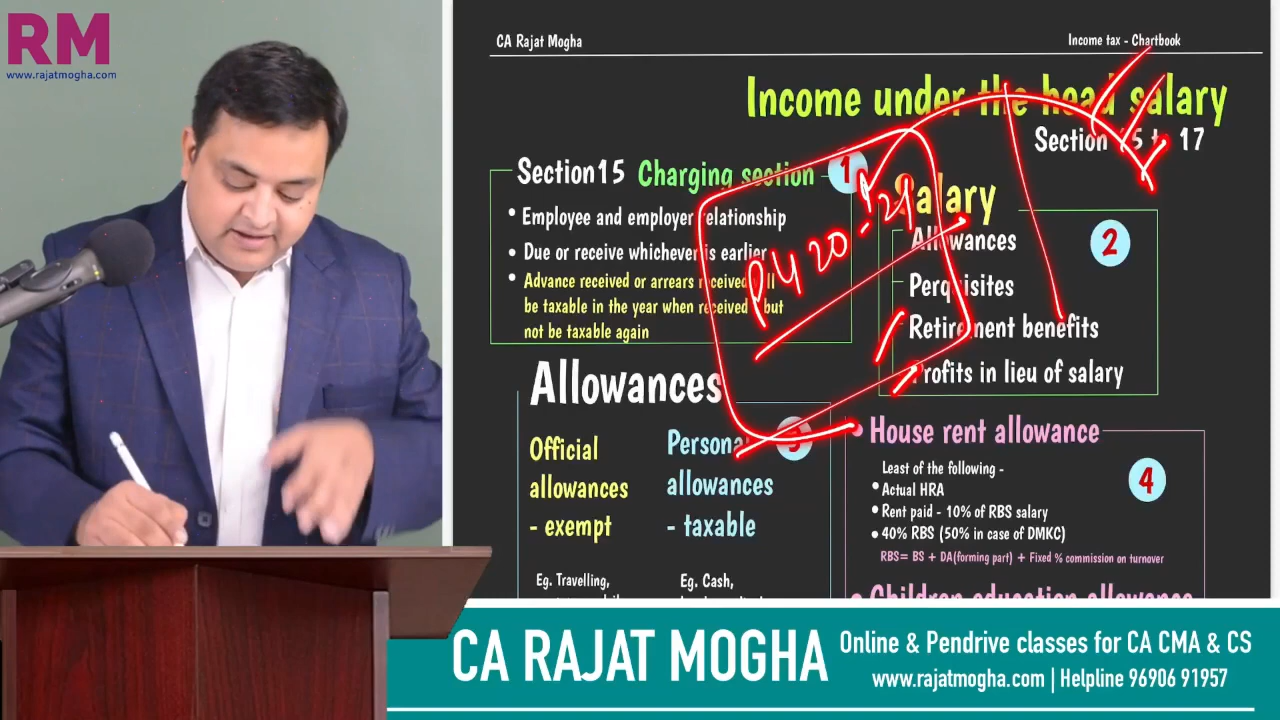 RM
www.rajatmogha.com
CA Rajat Mogha
Income tax - Chartbook
Income under the head salary
Section 15 to 17
Section15 Charging section
1
• Employee and employer relationship
• Due or receive whichever is earlier
• Advance received or arrears received will
be taxable in the year when received but
not be taxable again
PY 20-21
Salary
2
Allowances
Perquisites
Retirement benefits
Profits in lieu of salary
Allowances
3
Official
allowances
- exempt
Eg. Travelling,
Personal
allowances
- taxable
Eg. Cash,
• House rent allowance
4
Least of the following -
• Actual HRA
• Rent paid - 10% of RBS salary
• 40% RBS (50% in case of DMKC)
RBS= BS + DA(forming part) + Fixed % commission on turnover
• Children education allowance
CA RAJAT MOGHA
Online & Pendrive classes for CA CMA & CS
www.rajatmogha.com | Helpline 96906 91957